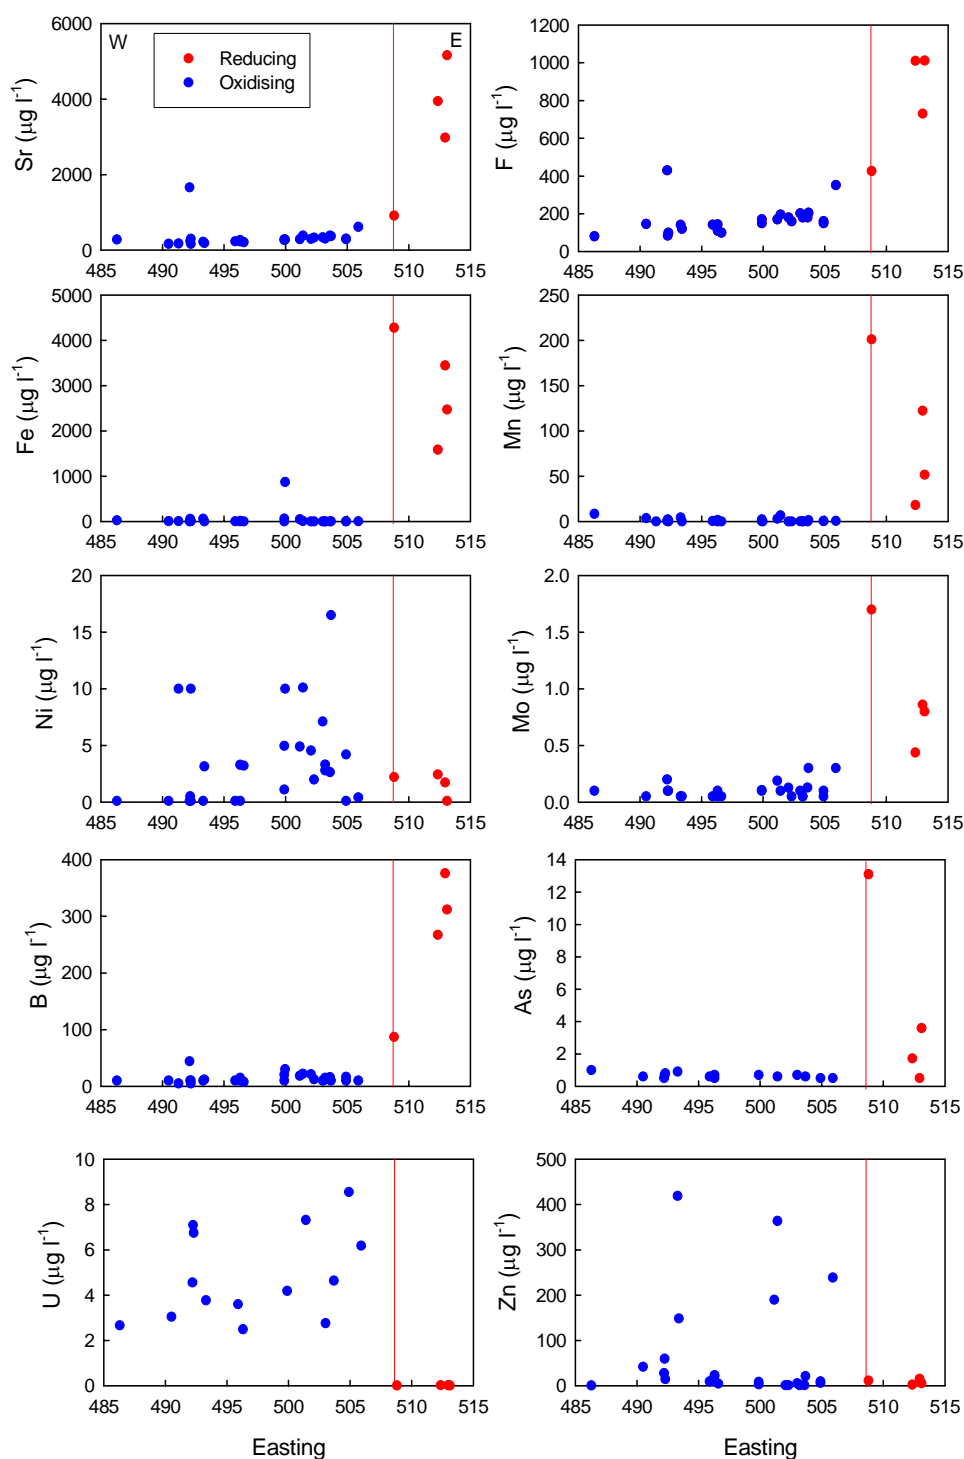 W E
Reducing
Oxidising
Sr (µg l-1)
6000
4000
2000
0
485 490 495 500 505 510 515
F (µg l-1)
1200
1000
800
600
400
200
0
485 490 495 500 505 510 515
Fe (µg l-1)
5000
4000
3000
2000
1000
0
485 490 495 500 505 510 515
Mn (µg l-1)
250
200
150
100
50
0
485 490 495 500 505 510 515
Ni (µg l-1)
20
15
10
5
0
485 490 495 500 505 510 515
Mo (µg l-1)
2.0
1.5
1.0
0.5
0.0
485 490 495 500 505 510 515
B (µg l-1)
400
300
200
100
0
485 490 495 500 505 510 515
As (µg l-1)
14
12
10
8
6
4
2
0
485 490 495 500 505 510 515
U (µg l-1)
10
8
6
4
2
0
485 490 495 500 505 510 515
Easting
Zn (µg l-1)
500
400
300
200
100
0
485 490 495 500 505 510 515
Easting